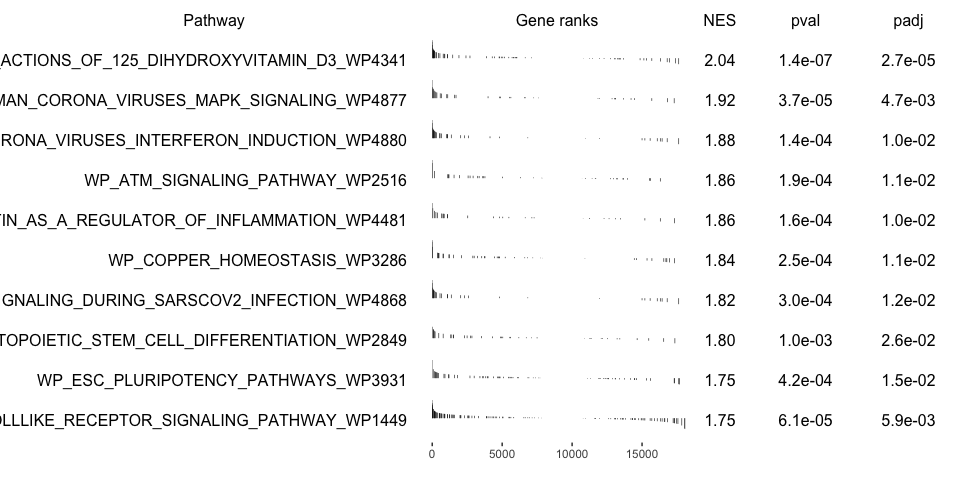 Pathway Gene ranks NES pval padj
ACTIONS_OF_125_DIHYDROXYVITAMIN_D3_WP4341 2.04 1.4e-07 2.7e-05
MAN_CORONA_VIRUSES_MAPK_SIGNALING_WP4877 1.92 3.7e-05 4.7e-03
RONA_VIRUSES_INTERFERON_INDUCTION_WP4880 1.88 1.4e-04 1.0e-02
WP_ATM_SIGNALING_PATHWAY_WP2516 1.86 1.9e-04 1.1e-02
IN_AS_A_REGULATOR_OF_INFLAMMATION_WP4481 1.86 1.6e-04 1.0e-02
WP_COPPER_HOMEOSTASIS_WP3286 1.84 2.5e-04 1.1e-02
GNALING_DURING_SARSCOV2_INFECTION_WP4868 1.82 3.0e-04 1.2e-02
TOPOIETIC_STEM_CELL_DIFFERENTIATION_WP2849 1.80 1.0e-03 2.6e-02
WP_ESC_PLURIPOTENCY_PATHWAYS_WP3931 1.75 4.2e-04 1.5e-02
OLLLIKE_RECEPTOR_SIGNALING_PATHWAY_WP1449 1.75 6.1e-05 5.9e-03
0 5000 10000 15000